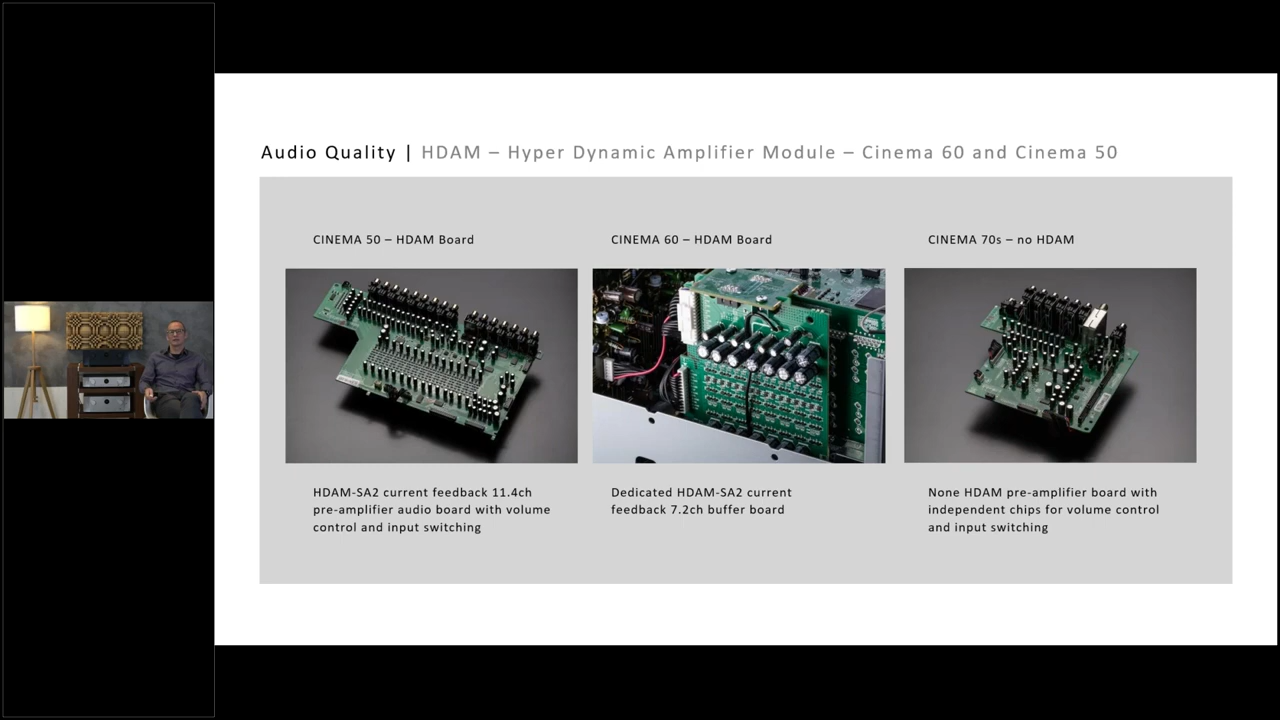 Audio Quality | HDAM – Hyper Dynamic Amplifier Module – Cinema 60 and Cinema 50
CINEMA 50 – HDAM Board
HDAM-SA2 current feedback 11.4ch
pre-amplifier audio board with volume
control and input switching
CINEMA 60 – HDAM Board
Dedicated HDAM-SA2 current
feedback 7.2ch buffer board
CINEMA 70s – no HDAM
None HDAM pre-amplifier board with
independent chips for volume control
and input switching